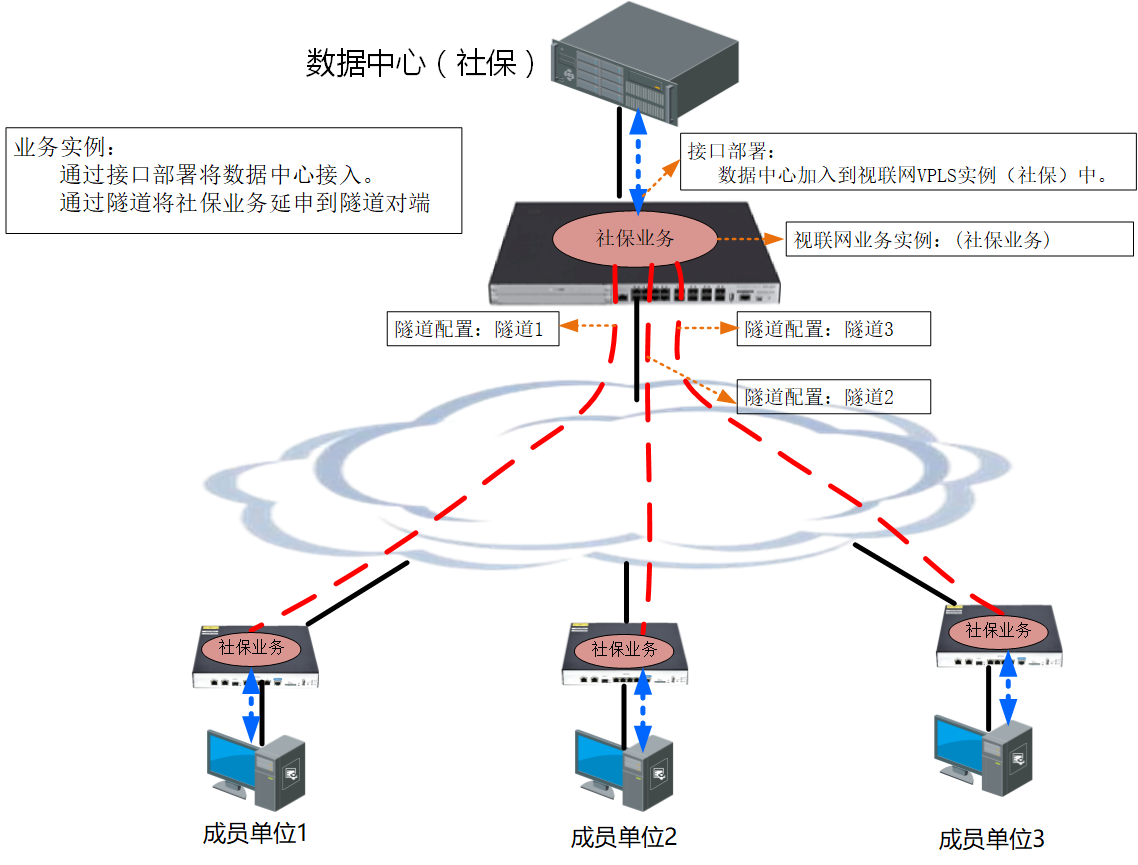 数据中心（社保）
业务实例：
通过接口部署将数据中心接入。
通过隧道将社保业务延申到隧道对端
接口部署：
数据中心加入到视联网VPLS实例（社保）中。
社保业务
视联网业务实例：(社保业务)
隧道配置：隧道1
隧道配置：隧道3
隧道配置：隧道2
社保业务
社保业务
社保业务
成员单位1
成员单位2
成员单位3